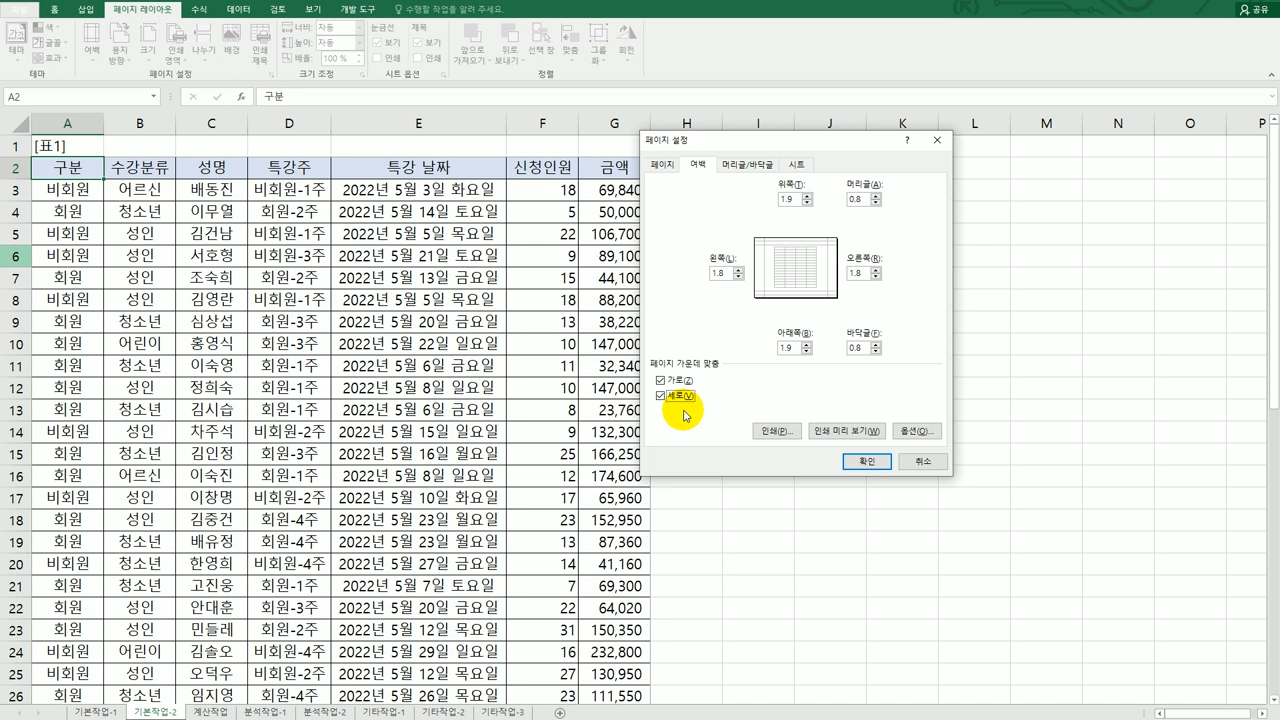 홈 삽입 페이지 레이아웃 수식 데이터 검토 보기 개발 도구 수행할 작업을 알려 주세요. 공유
가가 색 너비: 자동 눈금선 제목
테마 글꼴 여백 용지 방향 크기 인쇄 영역 나누기 배경 인쇄 제목 높이: 자동 보기 보기 앞으로 가져오기 뒤로 보내기 선택 창 맞춤 그룹화 회전
효과 배율: 100 % 인쇄 인쇄
테마 페이지 설정 크기 조정 시트 옵션 정렬
A2 fx 구분
A B C D E F G H I J K L M N O P
1 [표1]
2 구분 수강분류 성명 특강주 특강 날짜 신청인원 금액
3 비회원 어르신 배동진 비회원-1주 2022년 5월 3일 화요일 18 69,840
4 회원 청소년 이무열 회원-2주 2022년 5월 14일 토요일 5 50,000
5 비회원 성인 김건남 비회원-1주 2022년 5월 5일 목요일 22 106,700
6 비회원 성인 서호형 비회원-3주 2022년 5월 21일 토요일 9 89,100
7 회원 성인 조숙희 회원-2주 2022년 5월 13일 금요일 15 44,100
8 비회원 성인 김영란 비회원-1주 2022년 5월 5일 목요일 18 88,200
9 회원 청소년 심상섭 회원-3주 2022년 5월 20일 금요일 13 38,220
10 회원 어린이 홍영식 회원-3주 2022년 5월 22일 일요일 10 147,000
11 회원 청소년 이숙영 회원-1주 2022년 5월 6일 금요일 11 32,340
12 회원 성인 정희숙 회원-1주 2022년 5월 8일 일요일 10 147,000
13 회원 청소년 김시습 회원-1주 2022년 5월 6일 금요일 8 23,760
14 비회원 성인 차주석 비회원-2주 2022년 5월 15일 일요일 9 132,300
15 회원 성인 김인정 회원-3주 2022년 5월 16일 월요일 25 166,250
16 회원 어르신 이숙진 회원-1주 2022년 5월 8일 일요일 12 174,600
17 비회원 성인 이창명 비회원-2주 2022년 5월 10일 화요일 17 65,960
18 회원 성인 김중건 회원-4주 2022년 5월 23일 월요일 23 152,950
19 회원 청소년 배유정 회원-4주 2022년 5월 23일 월요일 13 87,360
20 비회원 청소년 한영희 비회원-4주 2022년 5월 27일 금요일 14 41,160
21 회원 청소년 고진웅 회원-1주 2022년 5월 7일 토요일 7 69,300
22 회원 성인 안대훈 회원-3주 2022년 5월 20일 금요일 22 64,020
23 회원 성인 민들레 회원-2주 2022년 5월 12일 목요일 31 150,350
24 비회원 어린이 김솔오 비회원-4주 2022년 5월 29일 일요일 16 232,800
25 비회원 성인 오덕우 비회원-2주 2022년 5월 12일 목요일 27 130,950
26 회원 청소년 임지영 회원-4주 2022년 5월 26일 목요일 23 111,550
페이지 설정 ?
페이지 여백 머리글/바닥글 시트
위쪽(T): 머리글(A):
1.9 0.8
왼쪽(L): 오른쪽(R):
1.8 1.8
아래쪽(B): 바닥글(F):
1.9 0.8
페이지 가운데 맞춤
가로(Z)
세로(V)
인쇄(P)... 인쇄 미리 보기(W) 옵션(O)...
확인 취소
기본작업-1 기본작업-2 계산작업 분석작업-1 분석작업-2 기타작업-1 기타작업-2 기타작업-3